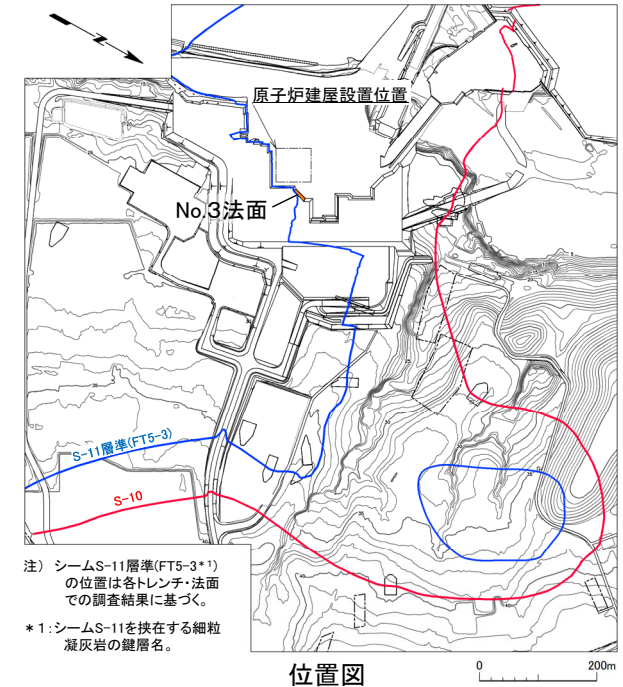 N
原子炉建屋設置位置
No.3法面
S-11層準(FT5-3)
S-10
注) シームS-11層準(FT5-3*1)
の位置は各トレンチ・法面
での調査結果に基づく。
*1:シームS-11を挟在する細粒
凝灰岩の鍵層名。
位置図
0 200m